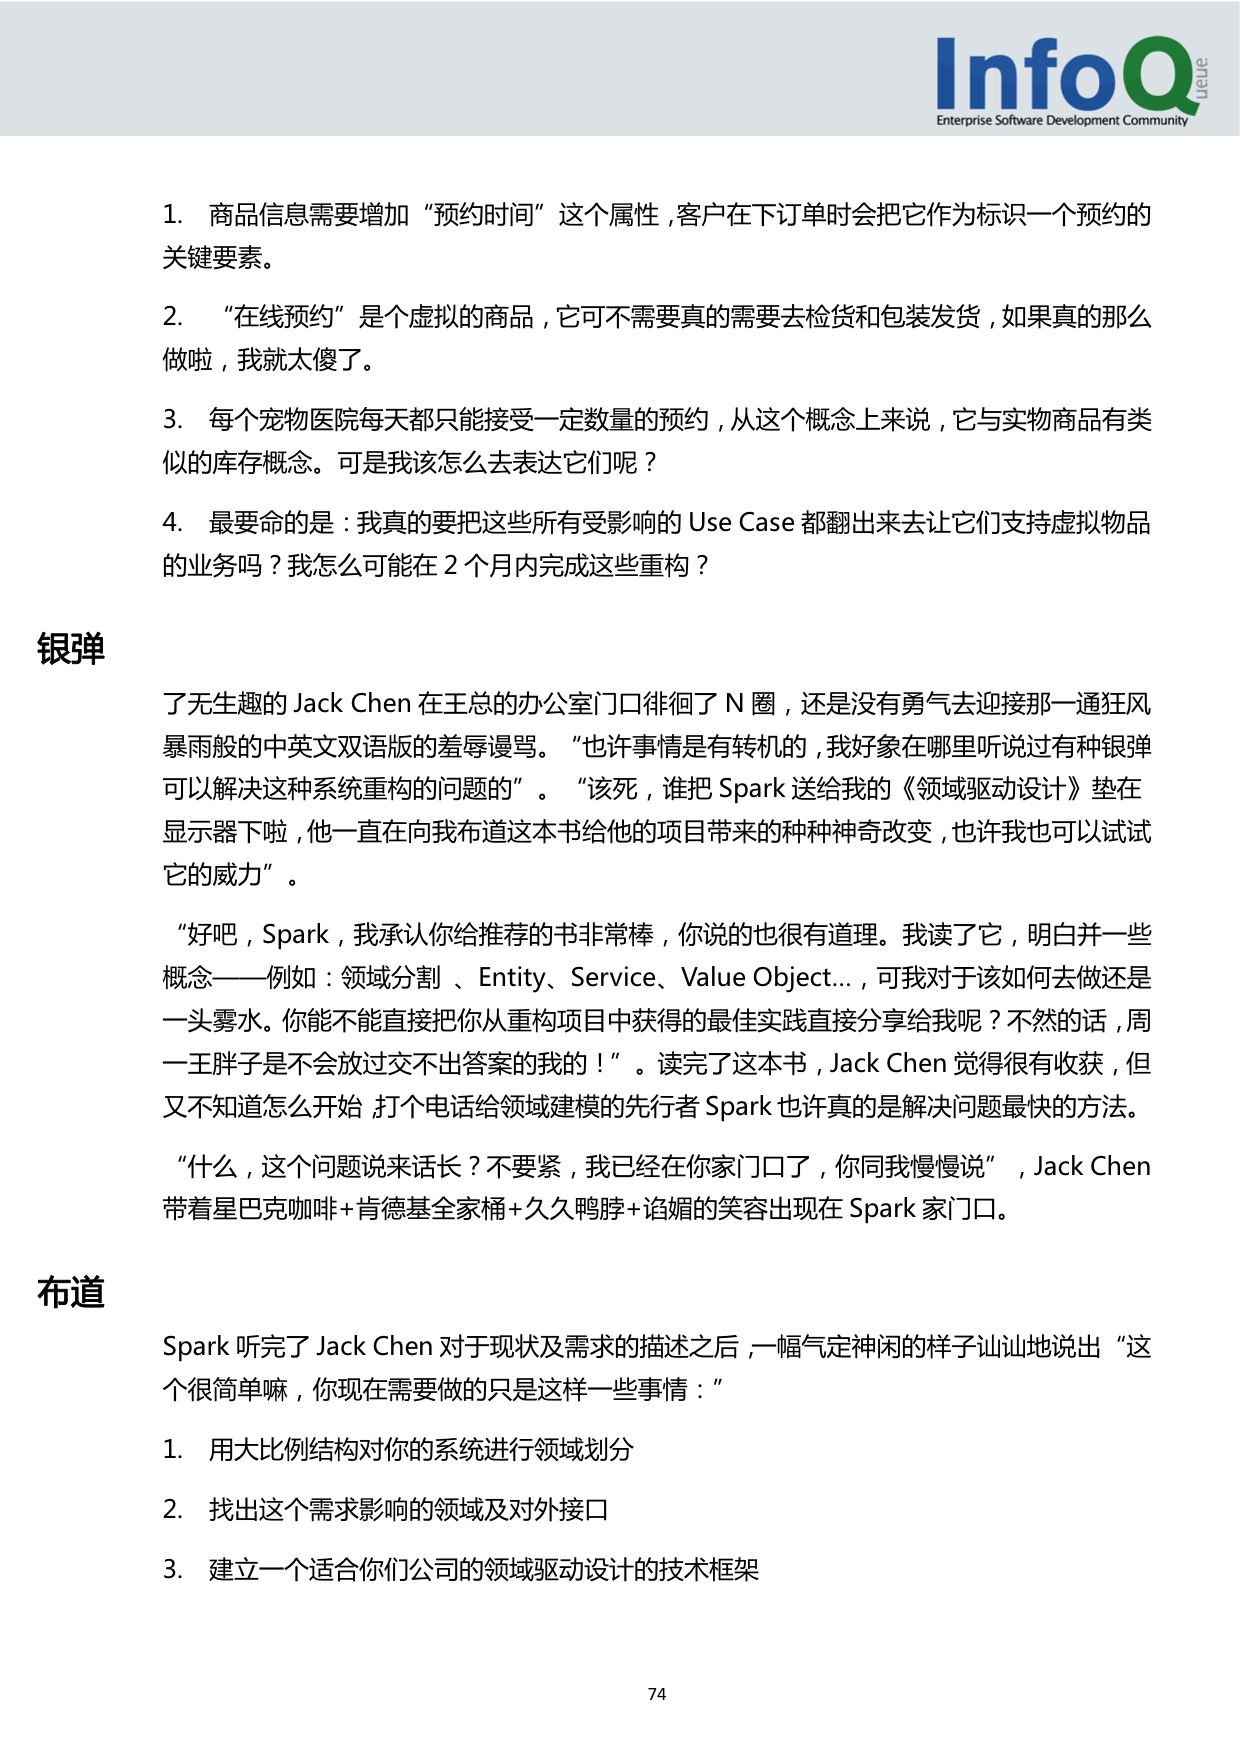 InfoQueue
Enterprise Software Development Community
1. 商品信息需要增加“预约时间”这个属性,客户在下订单时会把它作为标识一个预约的
关键要素。
2. “在线预约”是个虚拟的商品,它可不需要真的需要去检货和包装发货,如果真的那么
做啦,我就太傻了。
3. 每个宠物医院每天都只能接受一定数量的预约,从这个概念上来说,它与实物商品有类
似的库存概念。可是我该怎么去表达它们呢?
4. 最要命的是:我真的要把这些所有受影响的 Use Case 都翻出来去让它们支持虚拟物品
的业务吗?我怎么可能在 2 个月内完成这些重构?
银弹
了无生趣的 Jack Chen 在王总的办公室门口徘徊了 N 圈,还是没有勇气去迎接那一通狂风
暴雨般的中英文双语版的羞辱谩骂。“也许事情是有转机的,我好象在哪里听说过有种银弹
可以解决这种系统重构的问题的”。“该死,谁把 Spark 送给我的《领域驱动设计》垫在
显示器下啦,他一直在向我布道这本书给他的项目带来的种种神奇改变,也许我也可以试试
它的威力”。
“好吧,Spark,我承认你给推荐的书非常棒,你说的也很有道理。我读了它,明白并一些
概念——例如:领域分割 、Entity、Service、Value Object…,可我对于该如何去做还是
一头雾水。你能不能直接把你从重构项目中获得的最佳实践直接分享给我呢?不然的话,周
一王胖子是不会放过交不出答案的我的!”。读完了这本书,Jack Chen 觉得很有收获,但
又不知道怎么开始,打个电话给领域建模的先行者 Spark 也许真的是解决问题最快的方法。
“什么,这个问题说来话长?不要紧,我已经在你家门口了,你同我慢慢说”,Jack Chen
带着星巴克咖啡+肯德基全家桶+久久鸭脖+谄媚的笑容出现在 Spark 家门口。
布道
Spark 听完了 Jack Chen 对于现状及需求的描述之后,一幅气定神闲的样子讪讪地说出“这
个很简单嘛,你现在需要做的只是这样一些事情:”
1. 用大比例结构对你的系统进行领域划分
2. 找出这个需求影响的领域及对外接口
3. 建立一个适合你们公司的领域驱动设计的技术框架
74